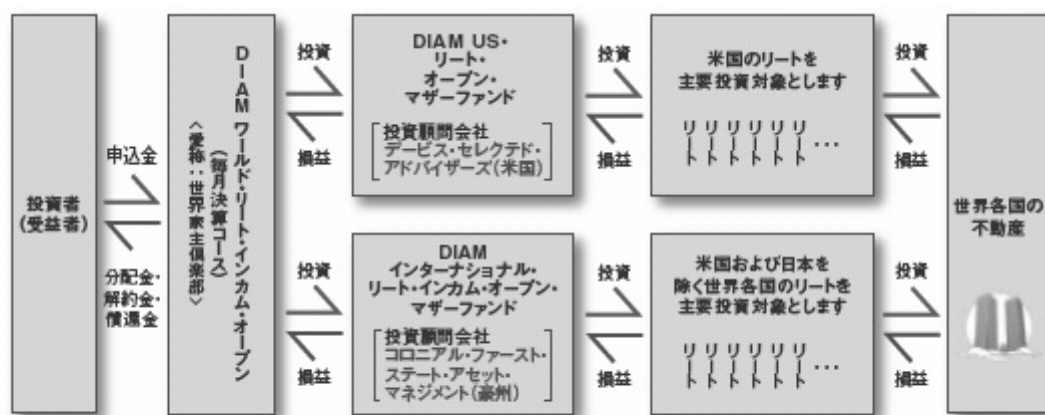 投資者
(受益者)
申込金
分配金・
解約金・
償還金
DIAM ワールド・リート・インカム・オープン
(毎月決算コース)
<愛称:世界家主倶楽部>
投資
損益
DIAM US・
リート・
オープン・
マザーファンド
投資顧問会社
デービス・セレクテド・
アドバイザーズ(米国)
投資
損益
米国のリートを
主要投資対象とします
リート リート リート リート リート リート …
投資
損益
投資
損益
DIAM
インターナショナル・
リート・インカム・オープン・
マザーファンド
投資顧問会社
コロニアル・ファースト・
ステート・アセット・
マネジメント(豪州)
投資
損益
米国および日本を
除く世界各国のリートを
主要投資対象とします
リート リート リート リート リート リート …
投資
損益
世界各国の
不動産